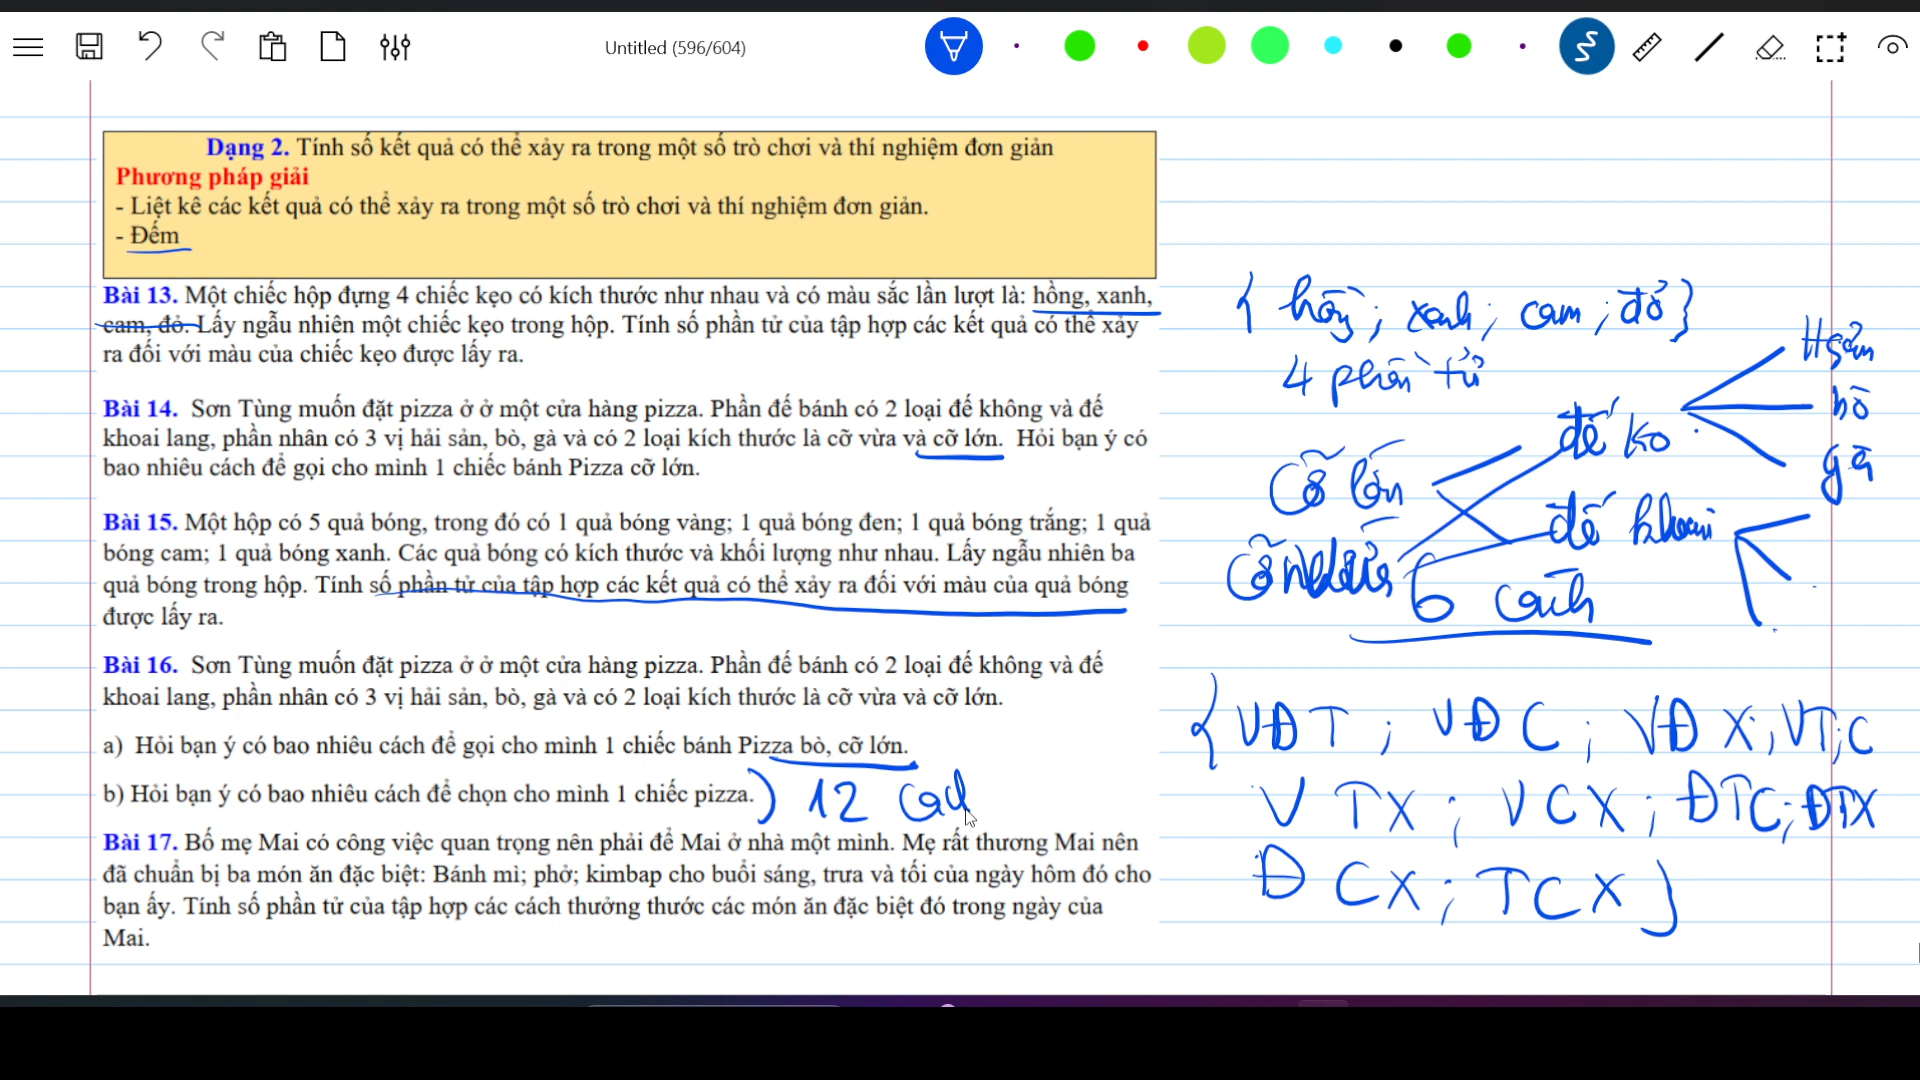 Untitled (596/604)
Dạng 2. Tính số kết quả có thể xảy ra trong một số trò chơi và thí nghiệm đơn giản
Phương pháp giải
- Liệt kê các kết quả có thể xảy ra trong một số trò chơi và thí nghiệm đơn giản.
- Đếm
Bài 13. Một chiếc hộp đựng 4 chiếc kẹo có kích thước như nhau và có màu sắc lần lượt là: hồng, xanh,
cam, đỏ. Lấy ngẫu nhiên một chiếc kẹo trong hộp. Tính số phần tử của tập hợp các kết quả có thể xảy
ra đối với màu của chiếc kẹo được lấy ra.
Bài 14. Sơn Tùng muốn đặt pizza ở ở một cửa hàng pizza. Phần đế bánh có 2 loại đế không và đế
khoai lang, phần nhân có 3 vị hải sản, bò, gà và có 2 loại kích thước là cỡ vừa và cỡ lớn. Hỏi bạn ý có
bao nhiêu cách để gọi cho mình 1 chiếc bánh Pizza cỡ lớn.
Bài 15. Một hộp có 5 quả bóng, trong đó có 1 quả bóng vàng; 1 quả bóng đen; 1 quả bóng trắng; 1 quả
bóng cam; 1 quả bóng xanh. Các quả bóng có kích thước và khối lượng như nhau. Lấy ngẫu nhiên ba
quả bóng trong hộp. Tính số phần tử của tập hợp các kết quả có thể xảy ra đối với màu của quả bóng
được lấy ra.
Bài 16. Sơn Tùng muốn đặt pizza ở ở một cửa hàng pizza. Phần đế bánh có 2 loại đế không và đế
khoai lang, phần nhân có 3 vị hải sản, bò, gà và có 2 loại kích thước là cỡ vừa và cỡ lớn.
a) Hỏi bạn ý có bao nhiêu cách để gọi cho mình 1 chiếc bánh Pizza bò, cỡ lớn.
b) Hỏi bạn ý có bao nhiêu cách để chọn cho mình 1 chiếc pizza. ) 12 các
Bài 17. Bố mẹ Mai có công việc quan trọng nên phải để Mai ở nhà một mình. Mẹ rất thương Mai nên
đã chuẩn bị ba món ăn đặc biệt: Bánh mì; phở; kimbap cho buổi sáng, trưa và tối của ngày hôm đó cho
bạn ấy. Tính số phần tử của tập hợp các cách thưởng thước các món ăn đặc biệt đó trong ngày của
Mai.
{ hồng; xanh; cam; đỏ }
4 phần tử
Hsản
đế ko
bò
Cỡ lớn
gà
đế khoai
6 cách
{ VĐT; VĐC; VĐX; VT;C
VTX; VCX; ĐTC; ĐTX
ĐCX; TCX }